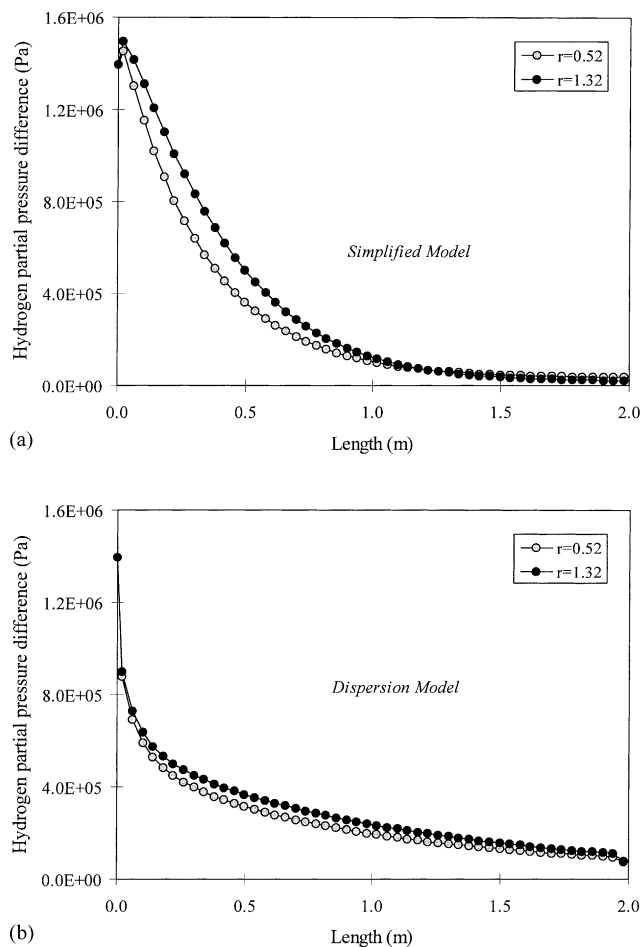 1.6E+06
1.2E+06
8.0E+05
4.0E+05
0.0E+00
Hydrogen partial pressure difference (Pa)
r=0.52
r=1.32
Simplified Model
0.0 0.5 1.0 1.5 2.0
Length (m)
(a)
1.6E+06
1.2E+06
8.0E+05
4.0E+05
0.0E+00
Hydrogen partial pressure difference (Pa)
r=0.52
r=1.32
Dispersion Model
0.0 0.5 1.0 1.5 2.0
Length (m)
(b)